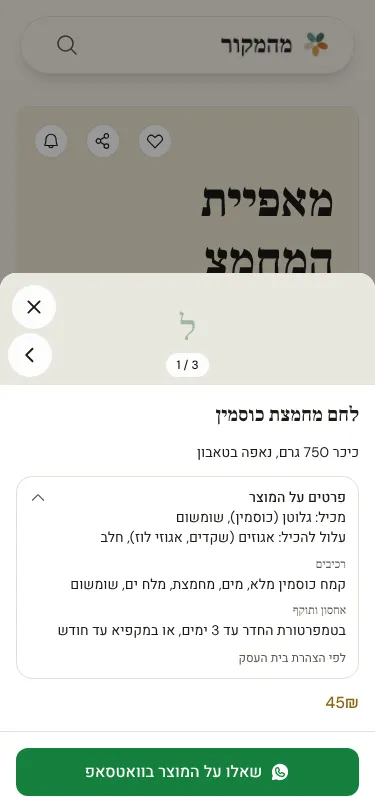 מהמקור
מאפיית
המחמצ
ל
1 / 3
לחם מחמצת כוסמין
כיכר 750 גרם, נאפה בטאבון
פרטים על המוצר
מכיל: גלוטן (כוסמין), שומשום
עלול להכיל: אגוזים (שקדים, אגוזי לוז), חלב
רכיבים
קמח כוסמין מלא, מים, מחמצת, מלח ים, שומשום
אחסון ותוקף
בטמפרטורת החדר עד 3 ימים, או במקפיא עד חודש
לפי הצהרת בית העסק
45₪
שאלו על המוצר בוואטסאפ